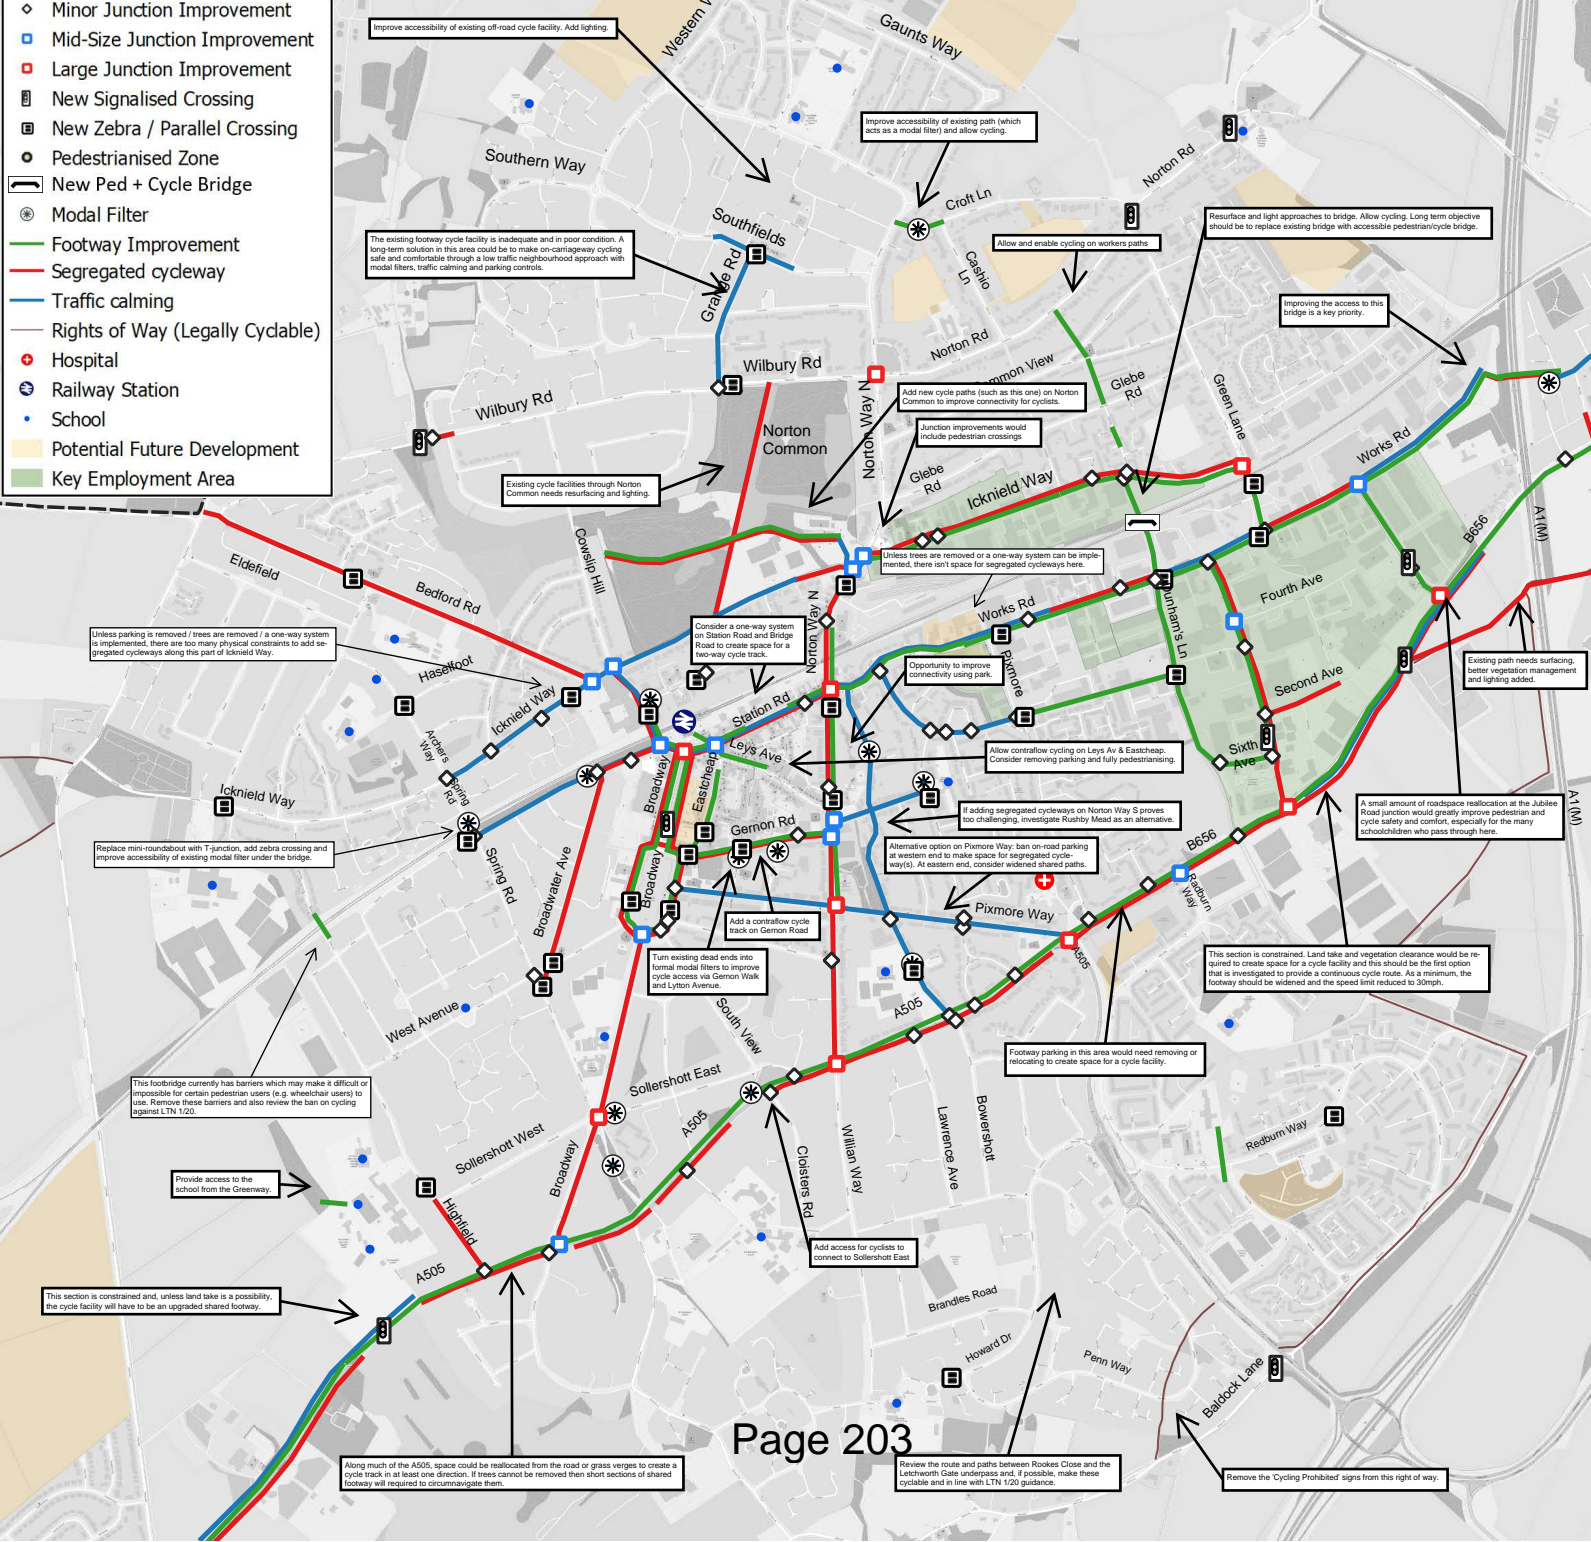 Minor Junction Improvement
Mid-Size Junction Improvement
Large Junction Improvement
New Signalised Crossing
New Zebra / Parallel Crossing
Pedestrianised Zone
New Ped + Cycle Bridge
Modal Filter
Footway Improvement
Segregated cycleway
Traffic calming
Rights of Way (Legally Cyclable)
Hospital
Railway Station
School
Potential Future Development
Key Employment Area
Improve accessibility of existing off-road cycle facility. Add lighting.
Western W
Gaunts Way
Improve accessibility of existing path (which
acts as a modal filter) and allow cycling.
Southern Way
Norton Rd
Croft Ln
Southfields
Resurface and light approaches to bridge. Allow cycling. Long term objective
should be to replace existing bridge with accessible pedestrian/cycle bridge.
The existing footway cycle facility is inadequate and in poor condition. A
long-term solution in this area could be to make on-carriageway cycling
safe and comfortable through a low traffic neighbourhood approach with
modal filters, traffic calming and parking controls.
Allow and enable cycling on workers paths
Cashio
Ln
Grange Rd
Improving the access to this
bridge is a key priority.
Norton Rd
Wilbury Rd
Common View
Glebe
Rd
Green Lane
Wilbury Rd
Norton Way N
Add new cycle paths (such as this one) on Norton
Common to improve connectivity for cyclists.
Norton
Common
Junction improvements would
include pedestrian crossings
Works Rd
Glebe
Rd
Icknield Way
Existing cycle facilities through Norton
Common needs resurfacing and lighting.
A1(M)
B656
Cowslip Hill
Eldefield
Bedford Rd
Unless trees are removed or a one-way system can be imple-
mented, there isn't space for segregated cycleways here.
Fourth Ave
Works Rd
Dunham's Ln
Norton Way N
Consider a one-way system
on Station Road and Bridge
Road to create space for a
two-way cycle track.
Unless parking is removed / trees are removed / a one-way system
is implemented, there are too many physical constraints to add se-
gregated cycleways along this part of Icknield Way.
Haselfoot
Opportunity to improve
connectivity using park.
Pixmore
Existing path needs surfacing,
better vegetation management
and lighting added.
Second Ave
Icknield Way
Station Rd
Archers
Way
Leys Ave
Allow contraflow cycling on Leys Av & Eastcheap.
Consider removing parking and fully pedestrianising.
Sixth
Ave
Broadway
Eastcheap
Spring
Rd
Icknield Way
A1(M)
If adding segregated cycleways on Norton Way S proves
too challenging, investigate Rushby Mead as an alternative.
A small amount of roadspace reallocation at the Jubilee
Road junction would greatly improve pedestrian and
cycle safety and comfort, especially for the many
schoolchildren who pass through here.
Gernon Rd
B656
Replace mini-roundabout with T-junction, add zebra crossing and
improve accessibility of existing modal filter under the bridge.
Alternative option on Pixmore Way: ban on-road parking
at western end to make space for segregated cycle-
way(s). At eastern end, consider widened shared paths.
Spring Rd
Broadwater Ave
Broadway
Radburn
Way
Pixmore Way
Add a contraflow cycle
track on Gernon Road
A505
Turn existing dead ends into
formal modal filters to improve
cycle access via Gernon Walk
and Lytton Avenue.
This section is constrained. Land take and vegetation clearance would be re-
quired to create space for a cycle facility and this should be the first option
that is investigated to provide a continuous cycle route. As a minimum, the
footway should be widened and the speed limit reduced to 30mph.
West Avenue
South View
A505
Footway parking in this area would need removing or
relocating to create space for a cycle facility.
This footbridge currently has barriers which may make it difficult or
impossible for certain pedestrian users (e.g. wheelchair users) to
use. Remove these barriers and also review the ban on cycling
against LTN 1/20.
Sollershott East
A505
Sollershott West
Willian Way
Lawrence Ave
Bowershott
Redburn Way
Provide access to the
school from the Greenway.
Broadway
Cloisters Rd
Highfield
Add access for cyclists to
connect to Sollershott East
A505
This section is constrained and, unless land take is a possibility,
the cycle facility will have to be an upgraded shared footway.
Brandles Road
Howard Dr
Penn Way
Baldock Lane
Page 203
Along much of the A505, space could be reallocated from the road or grass verges to create a
cycle track in at least one direction. If trees cannot be removed then short sections of shared
footway will required to circumnavigate them.
Review the route and paths between Rookes Close and the
Letchworth Gate underpass and, if possible, make these
cyclable and in line with LTN 1/20 guidance.
Remove the 'Cycling Prohibited' signs from this right of way.